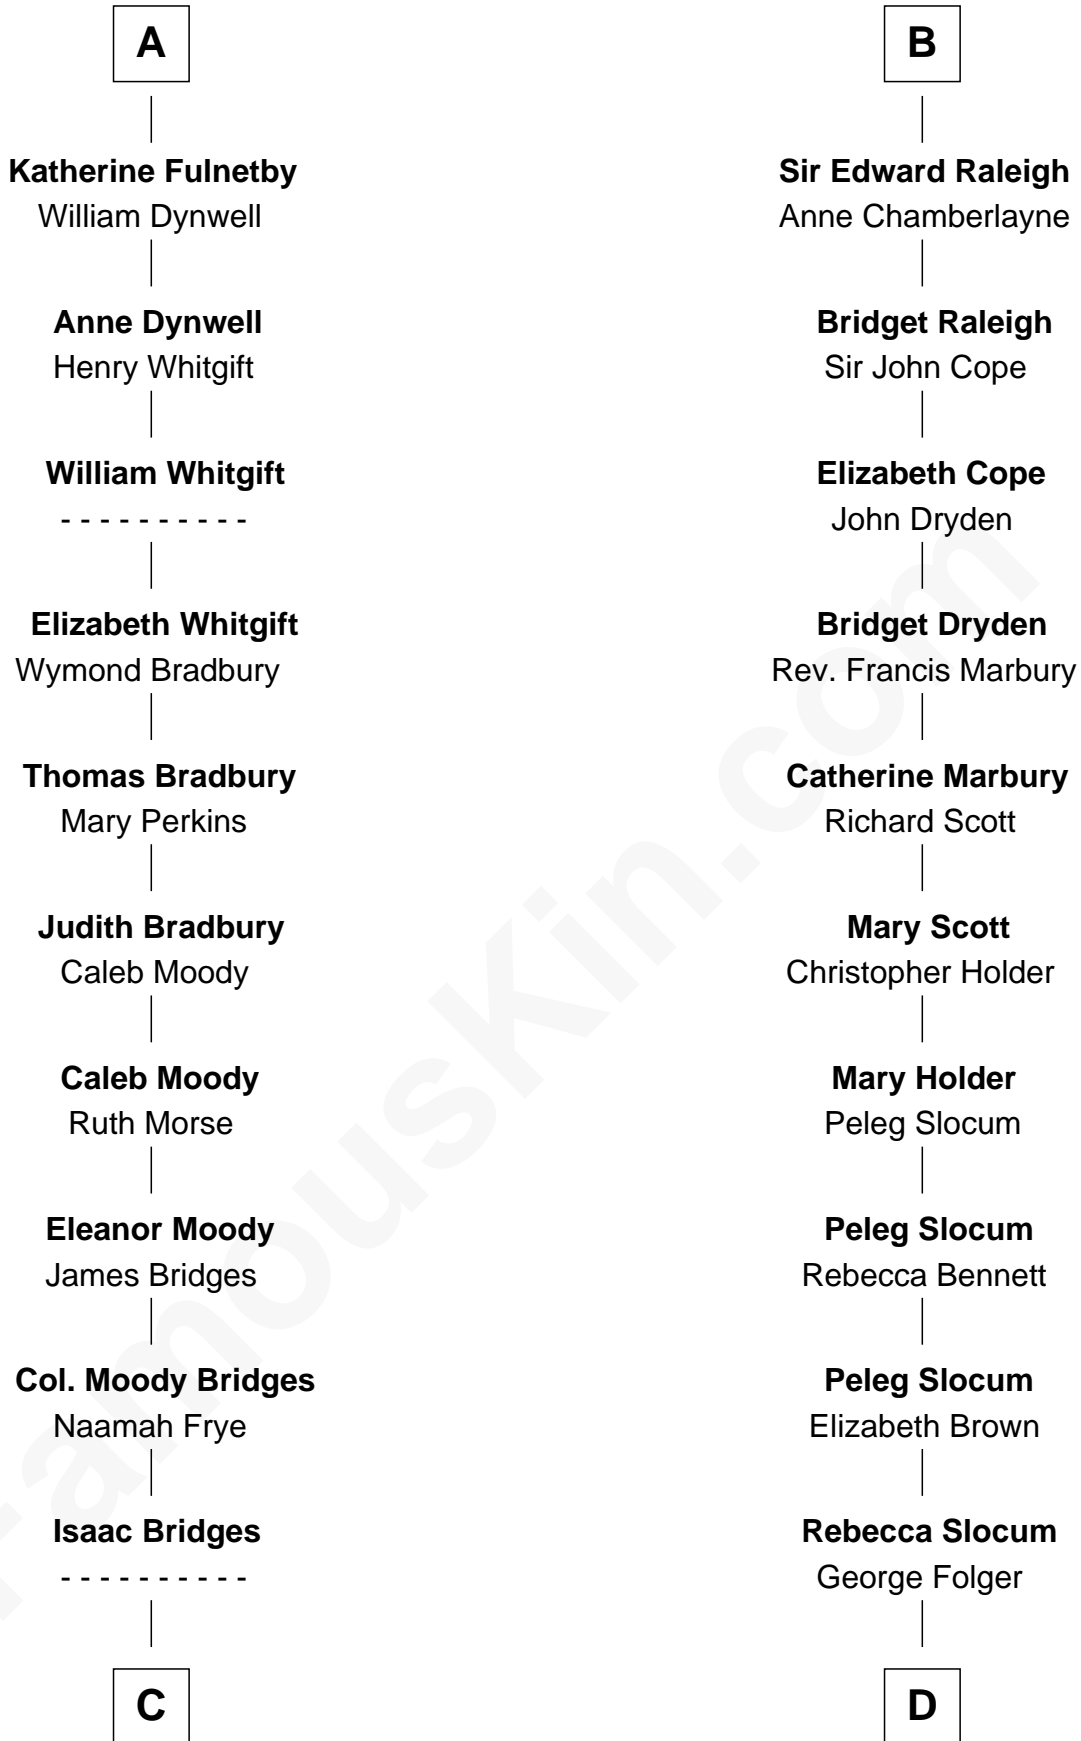 A
Katherine Fulnetby
William Dynwell
Anne Dynwell
Henry Whitgift
William Whitgift
- - - - - - - - - -
Elizabeth Whitgift
Wymond Bradbury
Thomas Bradbury
Mary Perkins
Judith Bradbury
Caleb Moody
Caleb Moody
Ruth Morse
Eleanor Moody
James Bridges
Col. Moody Bridges
Naamah Frye
Isaac Bridges
- - - - - - - - - -
C
B
Sir Edward Raleigh
Anne Chamberlayne
Bridget Raleigh
Sir John Cope
Elizabeth Cope
John Dryden
Bridget Dryden
Rev. Francis Marbury
Catherine Marbury
Richard Scott
Mary Scott
Christopher Holder
Mary Holder
Peleg Slocum
Peleg Slocum
Rebecca Bennett
Peleg Slocum
Elizabeth Brown
Rebecca Slocum
George Folger
D
FamousKin.com